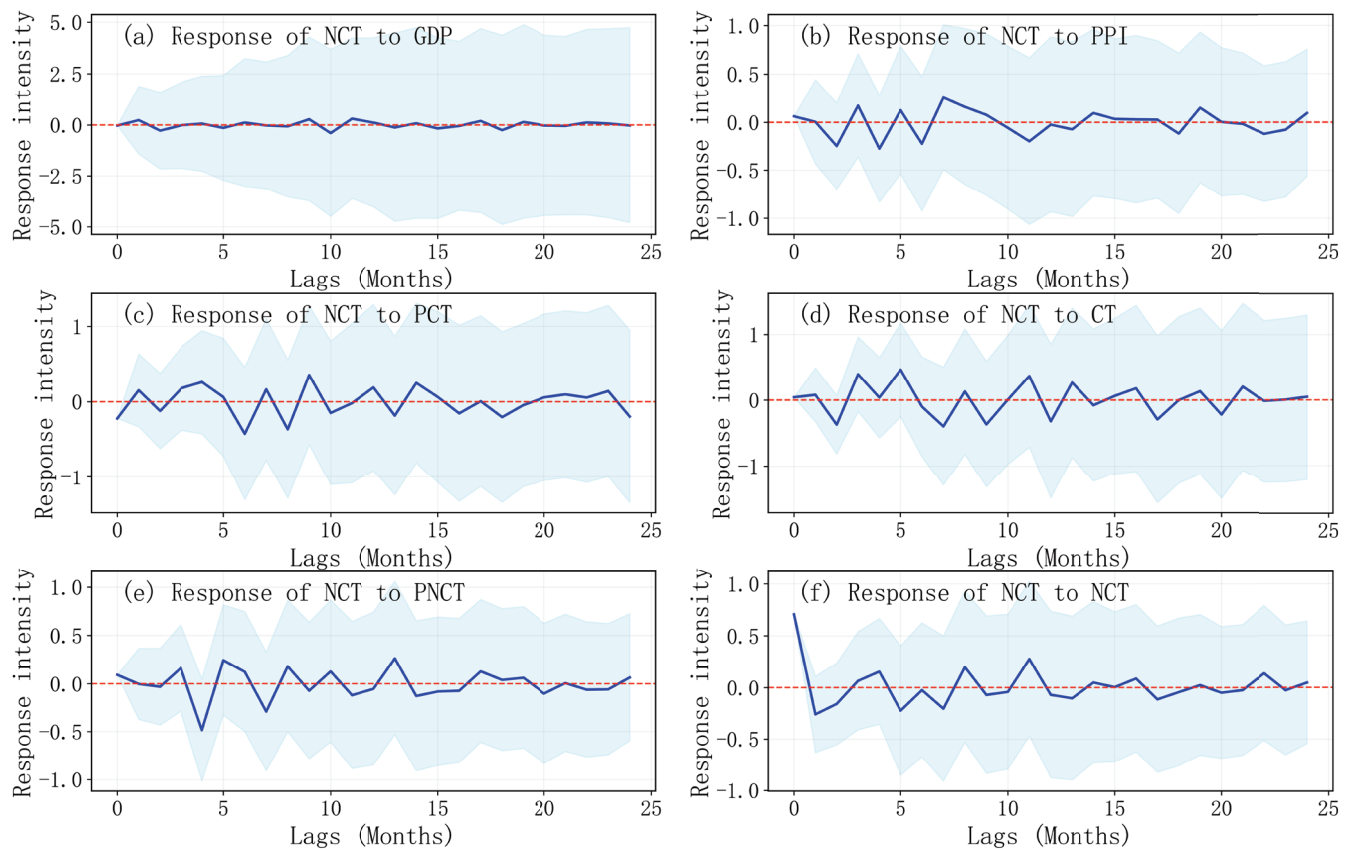 (a) Response of NCT to GDP
Response intensity
5.0
2.5
0.0
−2.5
−5.0
0 5 10 15 20 25
Lags (Months)
(b) Response of NCT to PPI
Response intensity
1.0
0.5
0.0
−0.5
−1.0
0 5 10 15 20 25
Lags (Months)
(c) Response of NCT to PCT
Response intensity
1
0
−1
0 5 10 15 20 25
Lags (Months)
(d) Response of NCT to CT
Response intensity
1
0
−1
0 5 10 15 20 25
Lags (Months)
(e) Response of NCT to PNCT
Response intensity
1.0
0.5
0.0
−0.5
−1.0
0 5 10 15 20 25
Lags (Months)
(f) Response of NCT to NCT
Response intensity
1.0
0.5
0.0
−0.5
−1.0
0 5 10 15 20 25
Lags (Months)